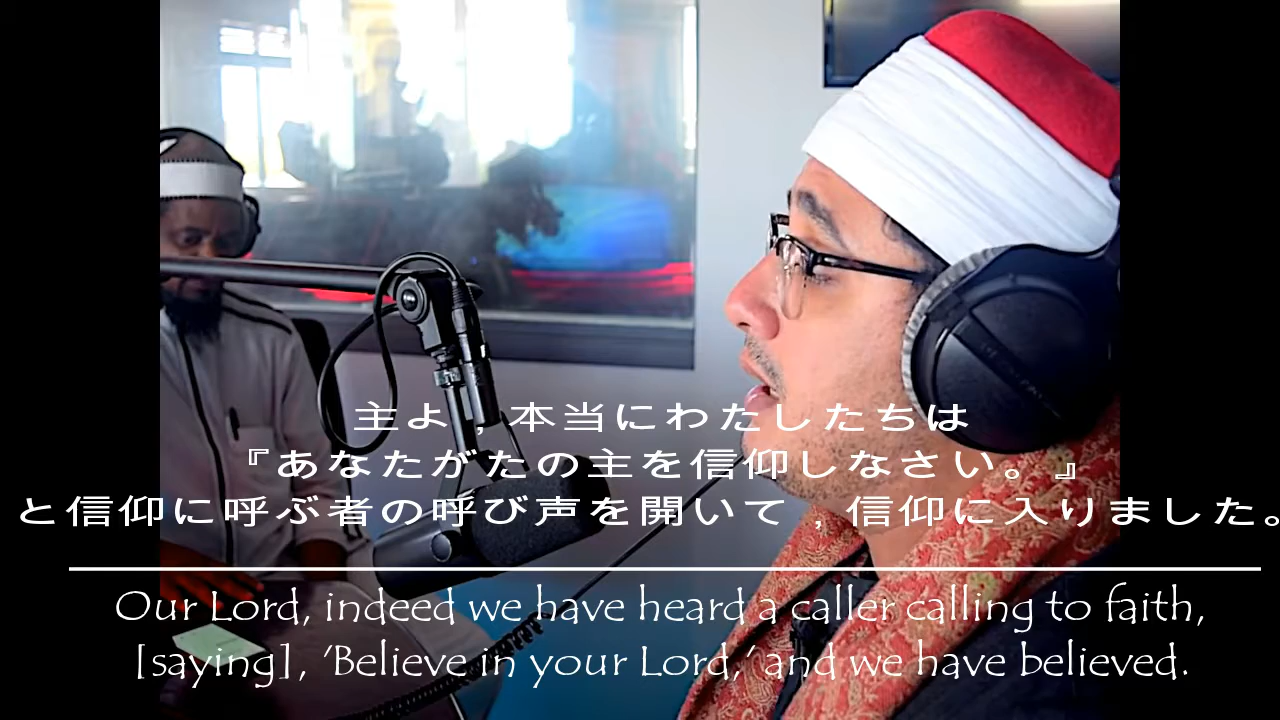 主よ，本当にわたしたちは
『あなたがたの主を信仰しなさい。』
と信仰に呼ぶ者の呼び声を開いて，信仰に入りました。
Our Lord, indeed we have heard a caller calling to faith,
[saying], 'Believe in your Lord,' and we have believed.